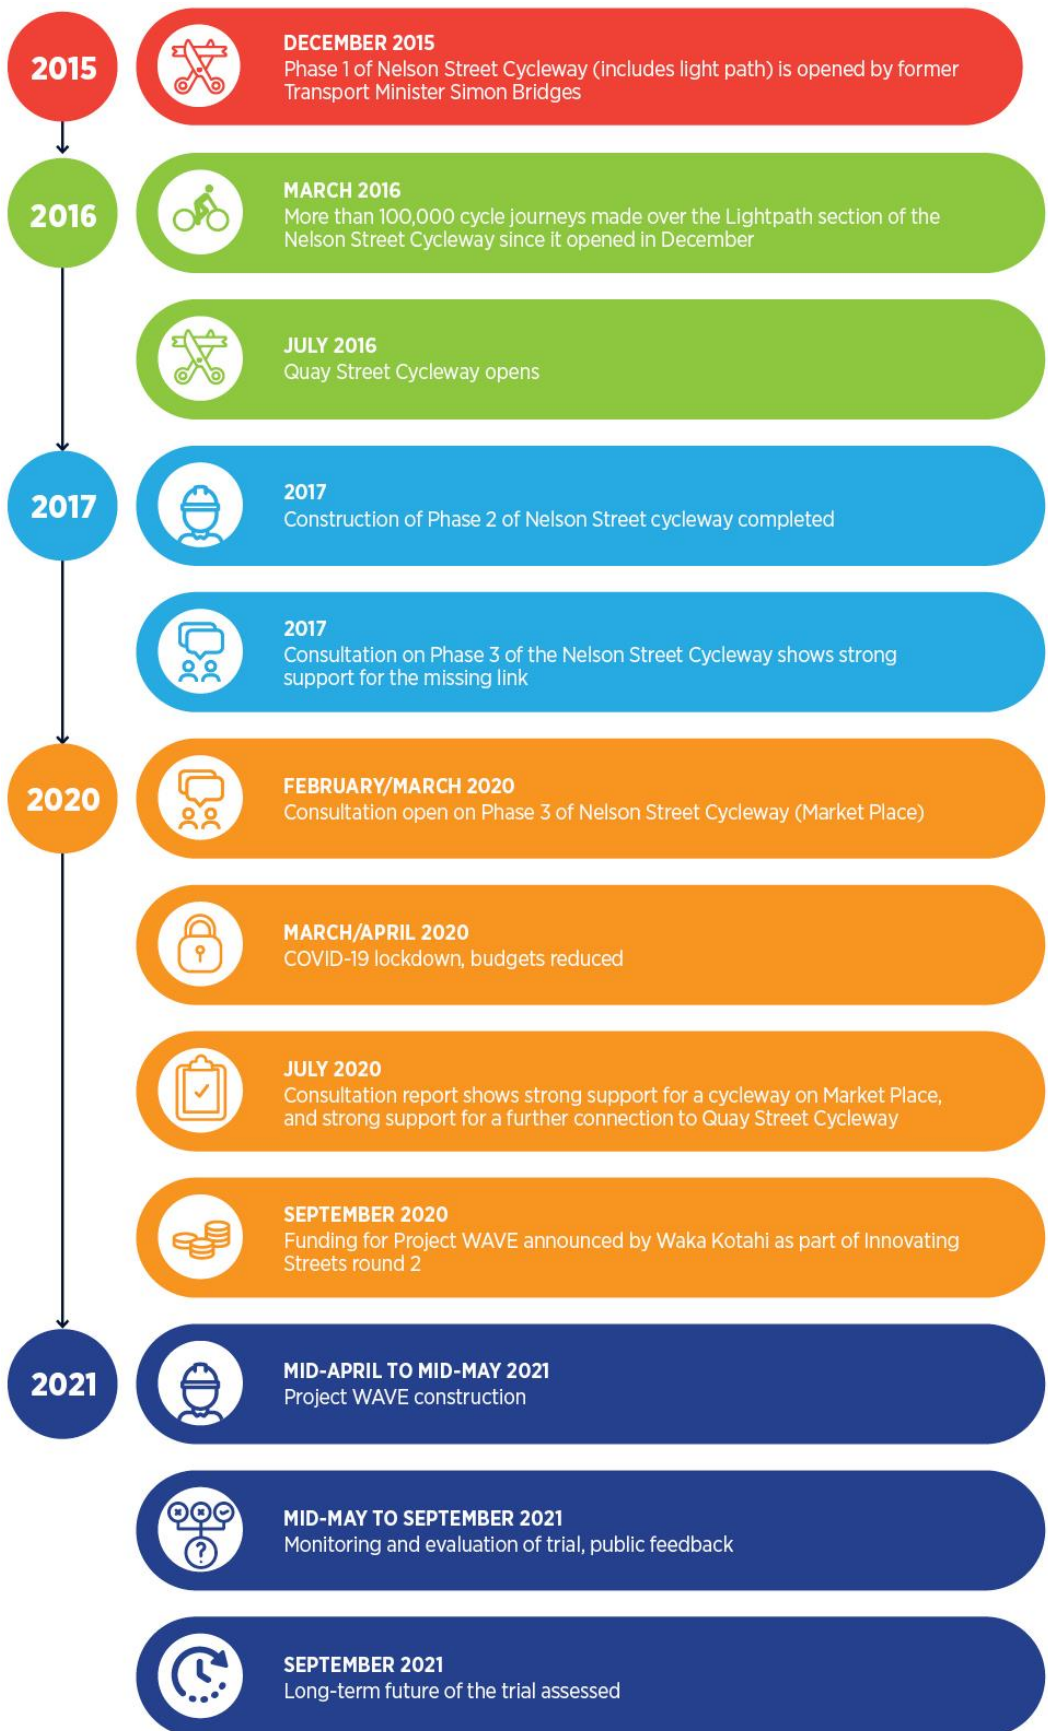 2015
DECEMBER 2015
Phase 1 of Nelson Street Cycleway (includes light path) is opened by former
Transport Minister Simon Bridges
2016
MARCH 2016
More than 100,000 cycle journeys made over the Lightpath section of the
Nelson Street Cycleway since it opened in December
JULY 2016
Quay Street Cycleway opens
2017
2017
Construction of Phase 2 of Nelson Street cycleway completed
2017
Consultation on Phase 3 of the Nelson Street Cycleway shows strong
support for the missing link
2020
FEBRUARY/MARCH 2020
Consultation open on Phase 3 of Nelson Street Cycleway (Market Place)
MARCH/APRIL 2020
COVID-19 lockdown, budgets reduced
JULY 2020
Consultation report shows strong support for a cycleway on Market Place,
and strong support for a further connection to Quay Street Cycleway
SEPTEMBER 2020
Funding for Project WAVE announced by Waka Kotahi as part of Innovating
Streets round 2
2021
MID-APRIL TO MID-MAY 2021
Project WAVE construction
MID-MAY TO SEPTEMBER 2021
Monitoring and evaluation of trial, public feedback
?
SEPTEMBER 2021
Long-term future of the trial assessed